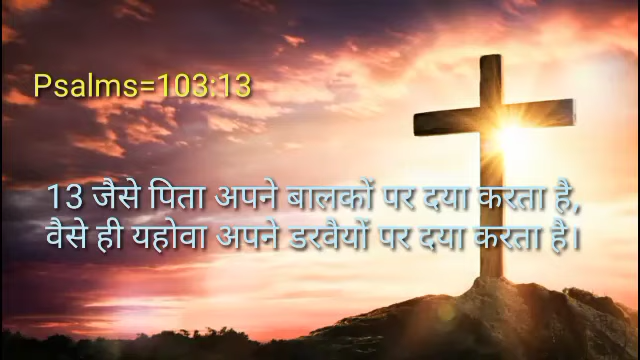 Psalms=103:13
13 जैसे पिता अपने बालकों पर दया करता है,
वैसे ही यहोवा अपने डरवैयों पर दया करता है।